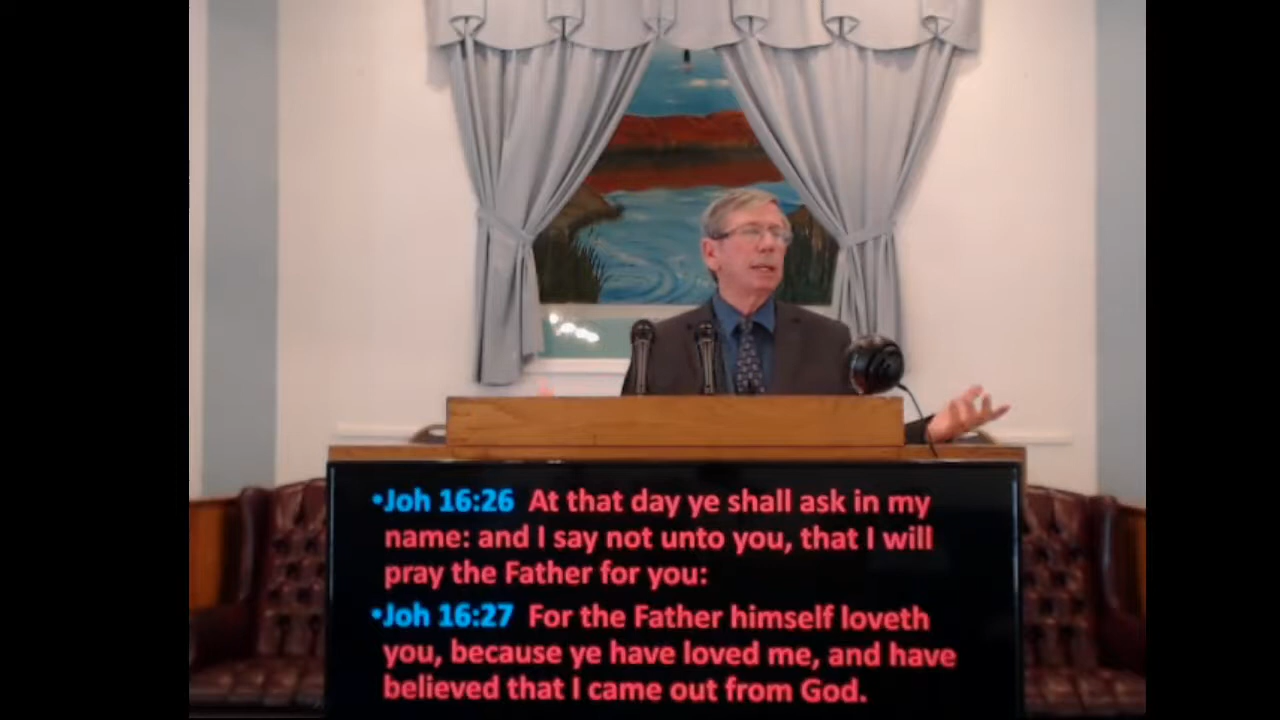 •Joh 16:26 At that day ye shall ask in my
name: and I say not unto you, that I will
pray the Father for you:
•Joh 16:27 For the Father himself loveth
you, because ye have loved me, and have
believed that I came out from God.